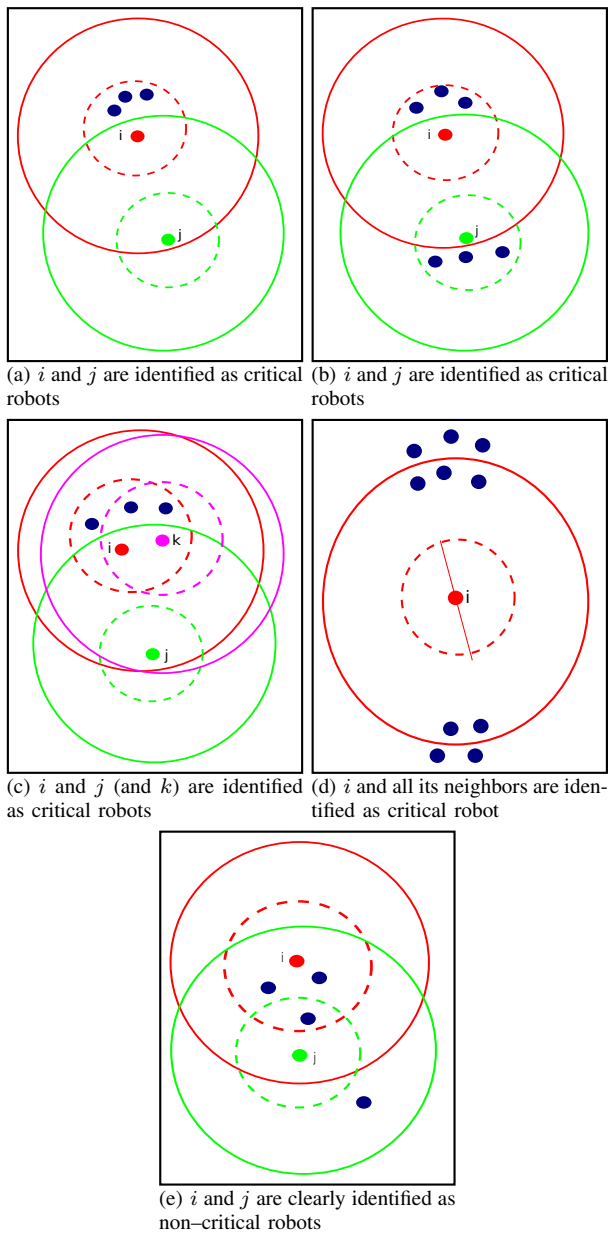 i
j
i
j
(a) i and j are identified as critical
robots
(b) i and j are identified as critical
robots
i
k
j
i
(c) i and j (and k) are identified
as critical robots
(d) i and all its neighbors are iden-
tified as critical robot
i
j
(e) i and j are clearly identified as
non–critical robots